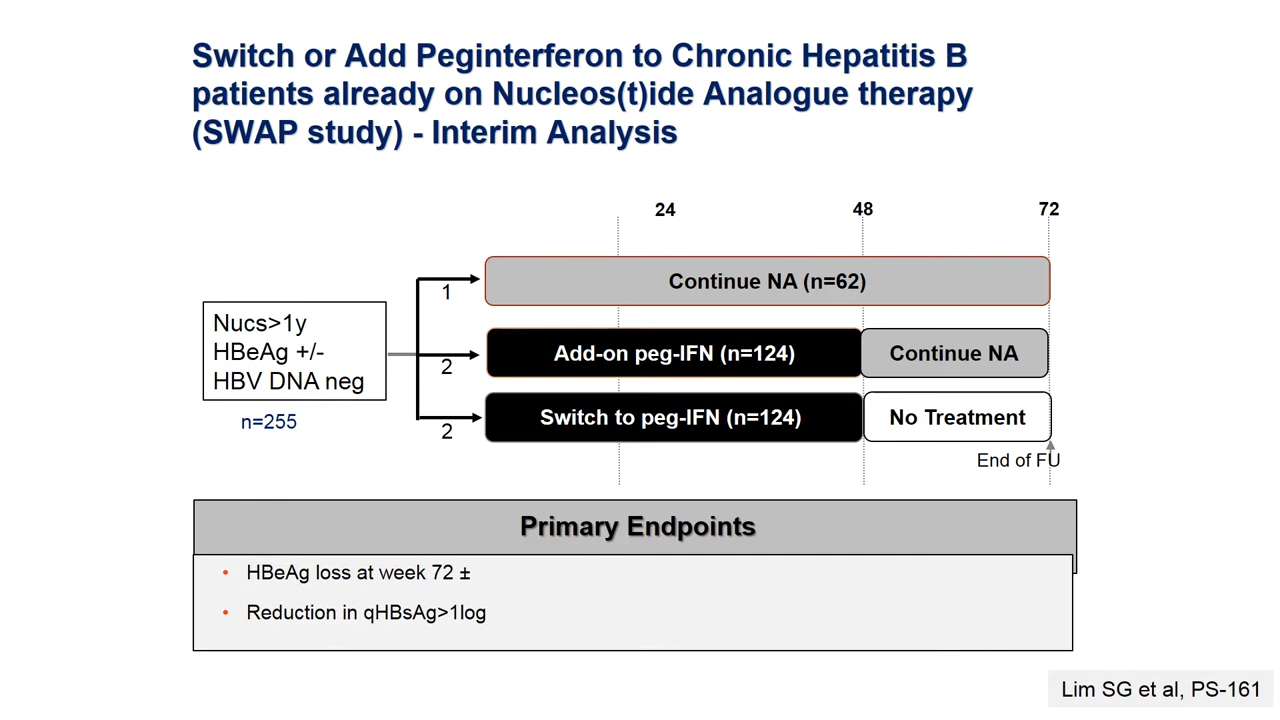 Switch or Add Peginterferon to Chronic Hepatitis B
patients already on Nucleos(t)ide Analogue therapy
(SWAP study) - Interim Analysis
24
48
72
Nucs>1y
HBeAg +/-
HBV DNA neg
n=255
1
Continue NA (n=62)
2
Add-on peg-IFN (n=124)
Continue NA
2
Switch to peg-IFN (n=124)
No Treatment
End of FU
Primary Endpoints
• HBeAg loss at week 72 ±
• Reduction in qHBsAg>1log
Lim SG et al, PS-161